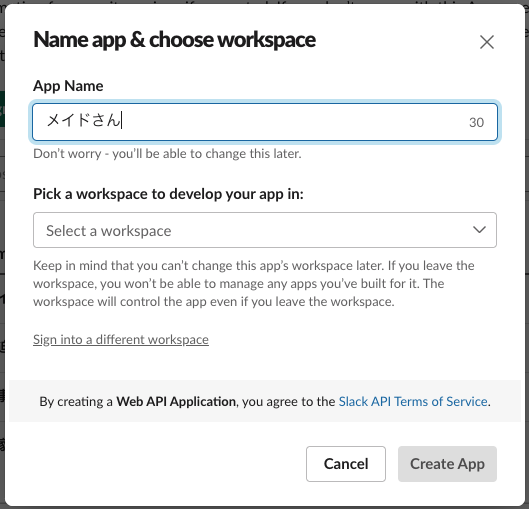 Name app & choose workspace
App Name
メイドさん
30
Don't worry - you'll be able to change this later.
Pick a workspace to develop your app in:
Select a workspace
Keep in mind that you can't change this app's workspace later. If you leave the
workspace, you won't be able to manage any apps you've built for it. The
workspace will control the app even if you leave the workspace.
Sign into a different workspace
By creating a Web API Application, you agree to the Slack API Terms of Service.
Cancel
Create App